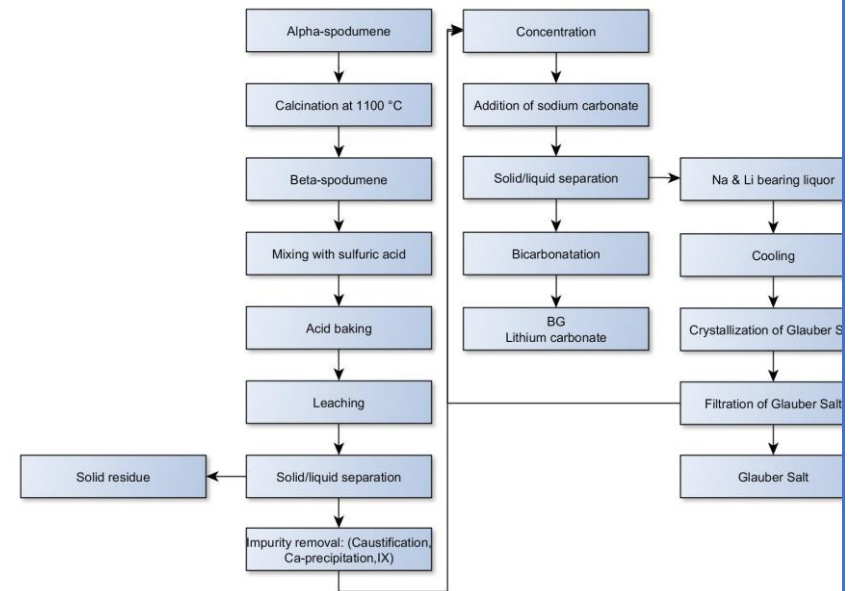 Alpha-spodumene
Calcination at 1100 °C
Beta-spodumene
Mixing with sulfuric acid
Acid baking
Leaching
Solid residue
Solid/liquid separation
Impurity removal: (Caustification,
Ca-precipitation,IX)
Concentration
Addition of sodium carbonate
Solid/liquid separation
Bicarbonatation
BG
Lithium carbonate
Na & Li bearing liquor
Cooling
Crystallization of Glauber S
Filtration of Glauber Salt
Glauber Salt